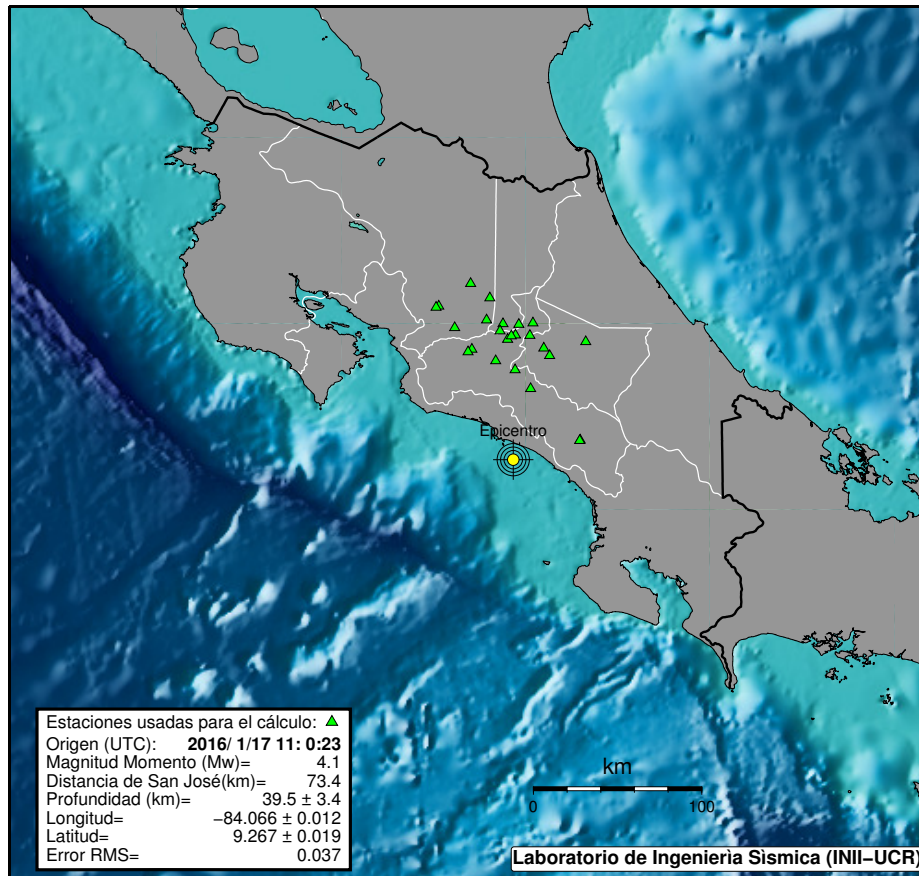 Epicentro
Estaciones usadas para el cálculo:
Origen (UTC): 2016/ 1/17 11: 0:23
Magnitud Momento (Mw)= 4.1
Distancia de San José(km)= 73.4
Profundidad (km)= 39.5 ± 3.4
Longitud= −84.066 ± 0.012
Latitud= 9.267 ± 0.019
Error RMS= 0.037
km
0 100
Laboratorio de Ingenierìa Sìsmica (INII−UCR)